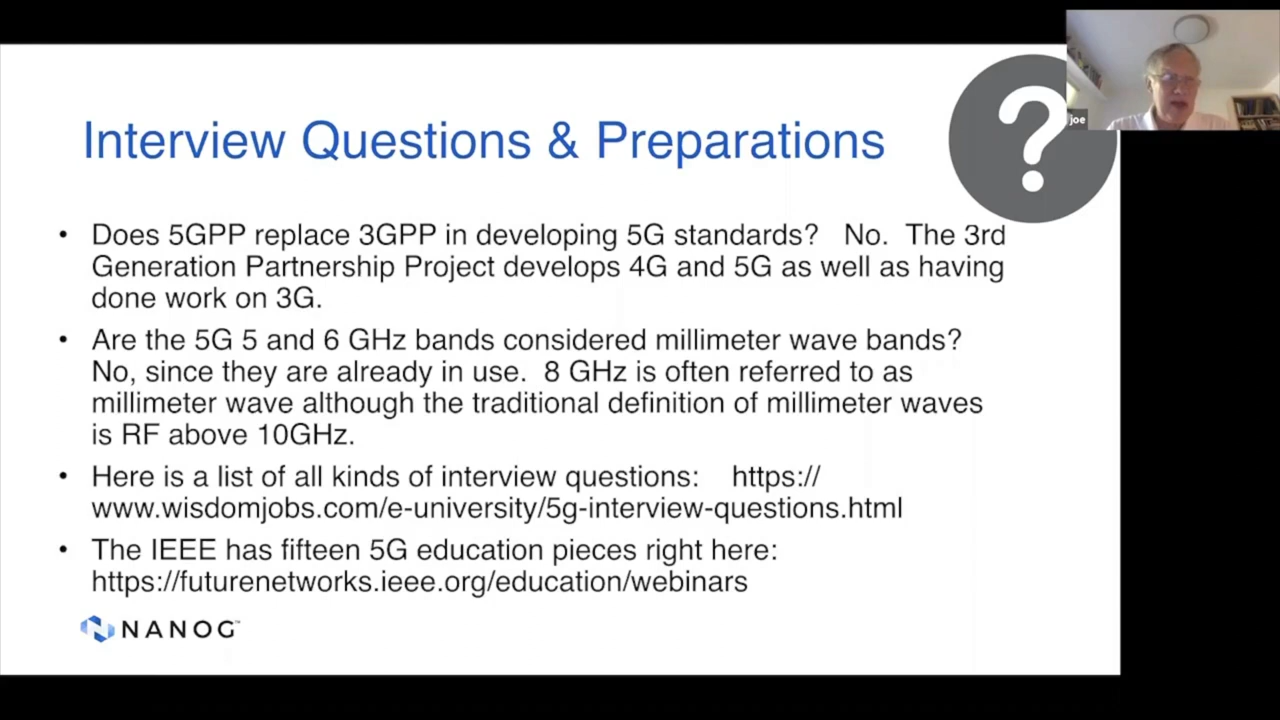 joe
Interview Questions & Preparations
?
• Does 5GPP replace 3GPP in developing 5G standards? No. The 3rd
Generation Partnership Project develops 4G and 5G as well as having
done work on 3G.
• Are the 5G 5 and 6 GHz bands considered millimeter wave bands?
No, since they are already in use. 8 GHz is often referred to as
millimeter wave although the traditional definition of millimeter waves
is RF above 10GHz.
• Here is a list of all kinds of interview questions: https://
www.wisdomjobs.com/e-university/5g-interview-questions.html
• The IEEE has fifteen 5G education pieces right here:
https://futurenetworks.ieee.org/education/webinars
NANOG™